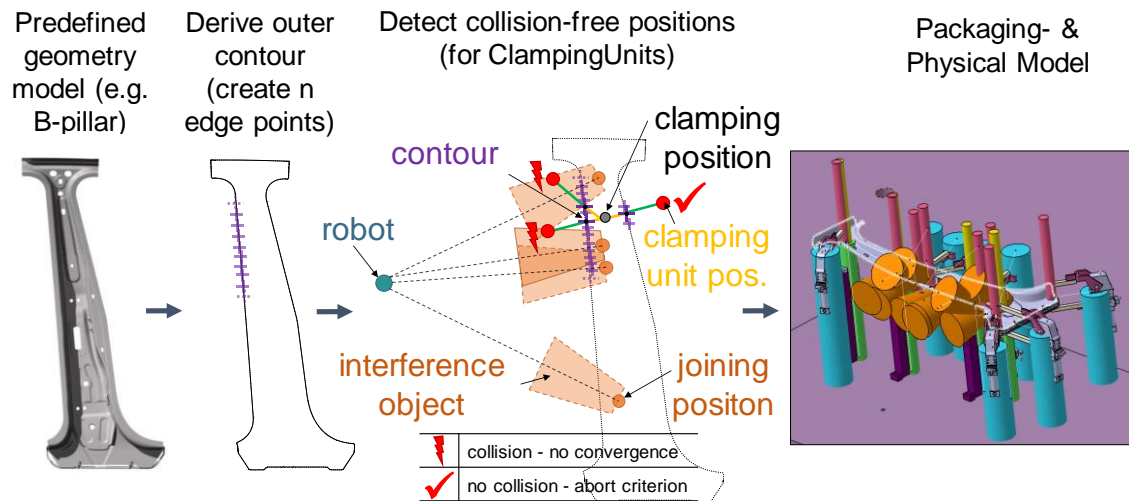 Predefined
geometry
model (e.g.
B-pillar)
Derive outer
contour
(create n
edge points)
Detect collision-free positions
(for ClampingUnits)
Packaging- &
Physical Model
clamping
position
contour
robot
clamping
unit pos.
interference
object
joining
positon
collision - no convergence
no collision - abort criterion